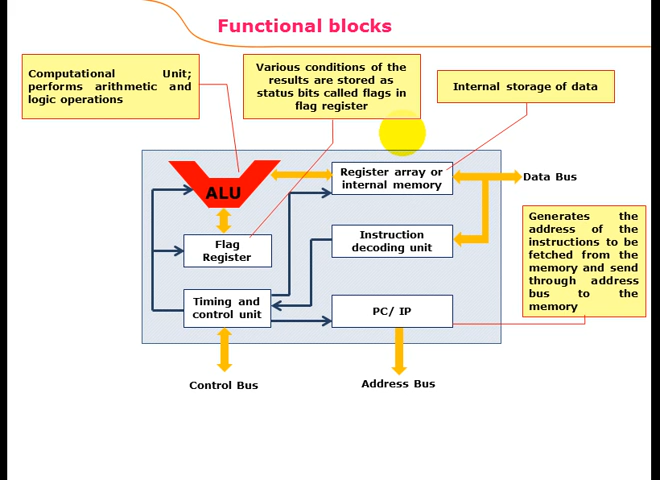 Functional blocks
Computational Unit;
performs arithmetic and
logic operations
Various conditions of the
results are stored as
status bits called flags in
flag register
Internal storage of data
ALU
Register array or
internal memory
Data Bus
Generates the
address of the
instructions to be
fetched from the
memory and send
through address
bus to the
memory
Flag
Register
Instruction
decoding unit
Timing and
control unit
PC/ IP
Control Bus
Address Bus